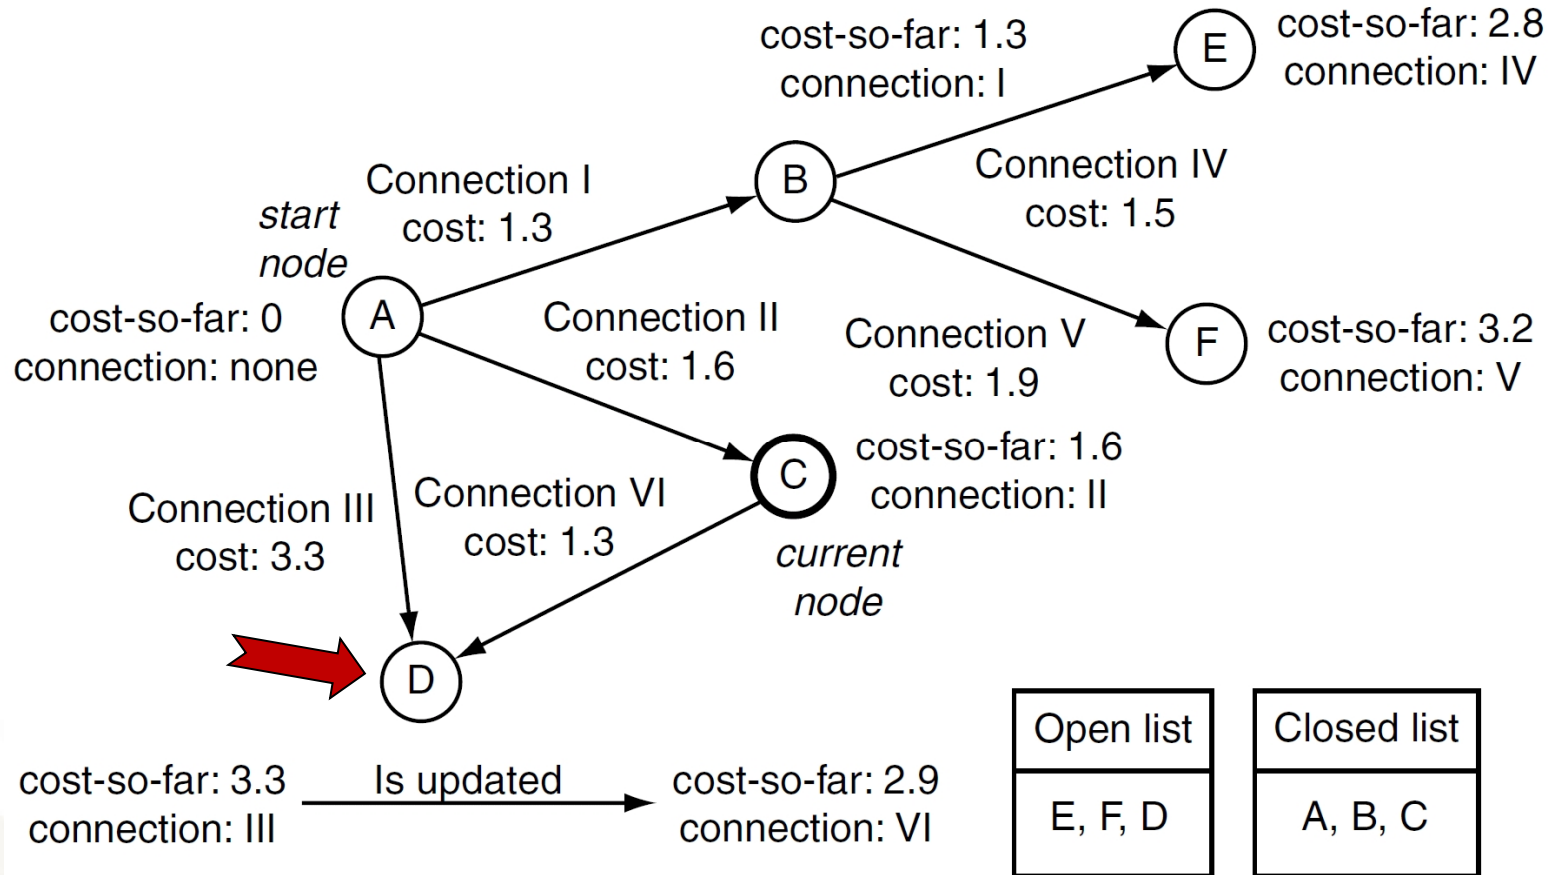 cost-so-far: 1.3
connection: I
E
cost-so-far: 2.8
connection: IV
Connection I
cost: 1.3
B
Connection IV
cost: 1.5
start
node
A
cost-so-far: 0
connection: none
Connection II
cost: 1.6
Connection V
cost: 1.9
F
cost-so-far: 3.2
connection: V
C
cost-so-far: 1.6
connection: II
Connection III
cost: 3.3
Connection VI
cost: 1.3
current
node
D
cost-so-far: 3.3
connection: III
Is updated
cost-so-far: 2.9
connection: VI
Open list
E, F, D
Closed list
A, B, C